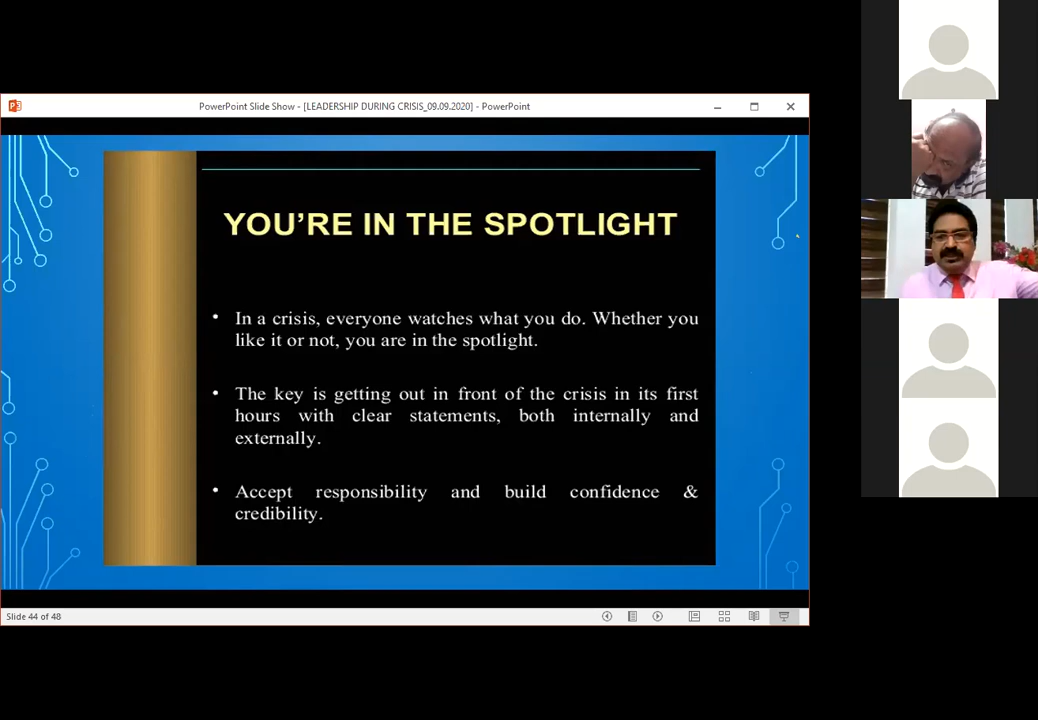 PowerPoint Slide Show - [LEADERSHIP DURING CRISIS_09.09.2020] - PowerPoint
YOU'RE IN THE SPOTLIGHT
• In a crisis, everyone watches what you do. Whether you
like it or not, you are in the spotlight.
• The key is getting out in front of the crisis in its first
hours with clear statements, both internally and
externally.
• Accept responsibility and build confidence &
credibility.
Slide 44 of 48